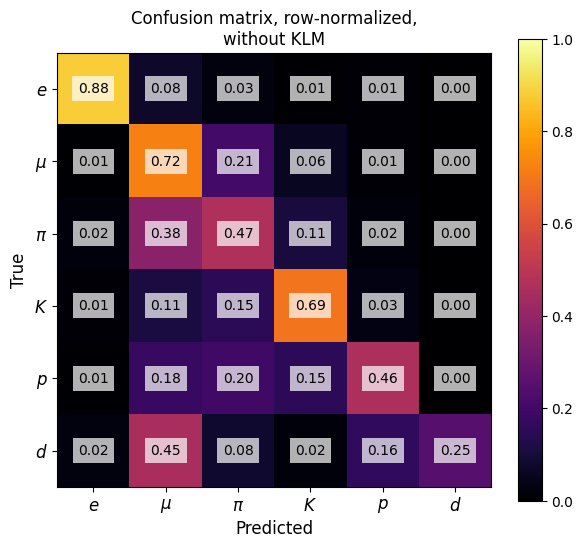 Confusion matrix, row-normalized,
without KLM
True
e 0.88 0.08 0.03 0.01 0.01 0.00
μ 0.01 0.72 0.21 0.06 0.01 0.00
π 0.02 0.38 0.47 0.11 0.02 0.00
K 0.01 0.11 0.15 0.69 0.03 0.00
p 0.01 0.18 0.20 0.15 0.46 0.00
d 0.02 0.45 0.08 0.02 0.16 0.25
e μ π K p d
Predicted
1.0
0.8
0.6
0.4
0.2
0.0